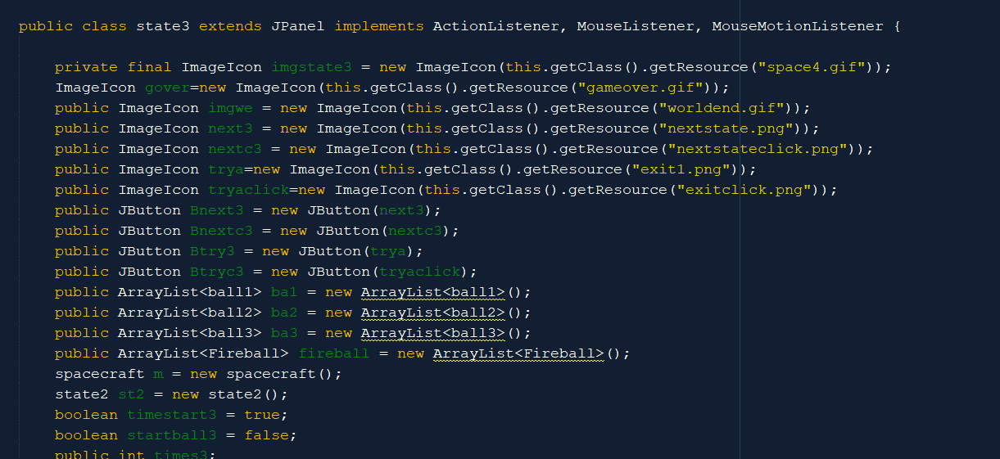 public class state3 extends JPanel implements ActionListener, MouseListener, MouseMotionListener {
private final ImageIcon imgstate3 = new ImageIcon(this.getClass().getResource("space4.gif"));
ImageIcon gover=new ImageIcon(this.getClass().getResource("gameover.gif"));
public ImageIcon imgwe = new ImageIcon(this.getClass().getResource("worldend.gif"));
public ImageIcon next3 = new ImageIcon(this.getClass().getResource("nextstate.png"));
public ImageIcon nextc3 = new ImageIcon(this.getClass().getResource("nextstateclick.png"));
public ImageIcon trya=new ImageIcon(this.getClass().getResource("exit1.png"));
public ImageIcon tryaclick=new ImageIcon(this.getClass().getResource("exitclick.png"));
public JButton Bnext3 = new JButton(next3);
public JButton Bnextc3 = new JButton(nextc3);
public JButton Btry3 = new JButton(trya);
public JButton Btryc3 = new JButton(tryaclick);
public ArrayList<ball1> ba1 = new ArrayList<ball1>();
public ArrayList<ball2> ba2 = new ArrayList<ball2>();
public ArrayList<ball3> ba3 = new ArrayList<ball3>();
public ArrayList<Fireball> fireball = new ArrayList<Fireball>();
spacecraft m = new spacecraft();
state2 st2 = new state2();
boolean timestart3 = true;
boolean startball3 = false;
public int times3;